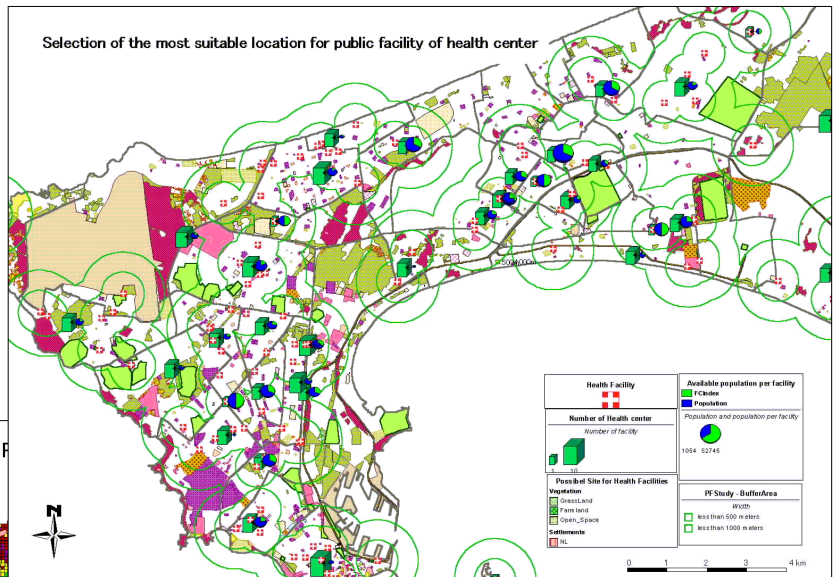 Selection of the most suitable location for public facility of health center
Health Facility
Number of Health center
Number of facility
1 10
Possibel Site for Health Facilities
Vegetation
GrassLand
Farm land
Open_Space
Settlements
NL
Available population per facility
FCIndex
Population
Population and population per facility
1054 52745
PFStudy - BufferArea
Width
less than 500 meters
less than 1000 meters
N
0 1 2 3 4 km